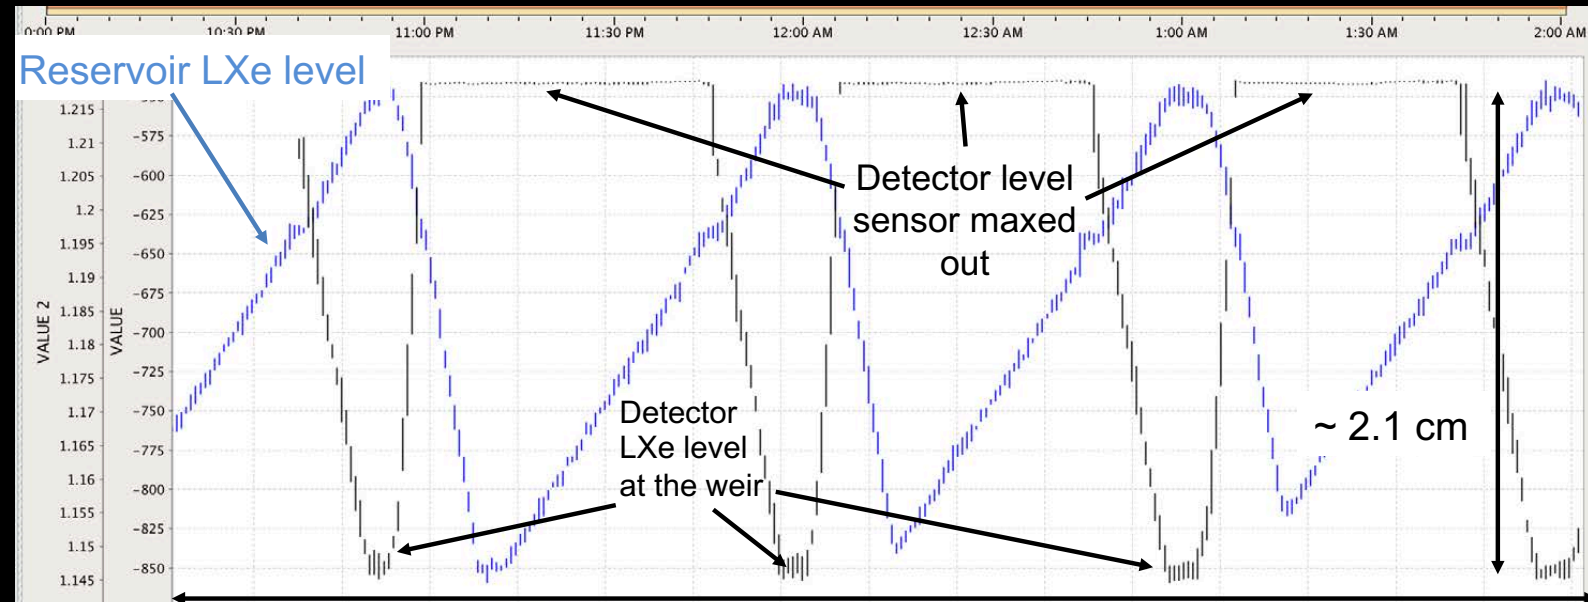 0:00 PM 10:30 PM 11:00 PM 11:30 PM 12:00 AM 12:30 AM 1:00 AM 1:30 AM 2:00 AM
Reservoir LXe level
1.215
1.21
1.205
1.2
1.195
1.19
1.185
1.18
1.175
1.17
1.165
1.16
1.155
1.15
1.145
VALUE 2
-575
-600
-625
-650
-675
-700
-725
-750
-775
-800
-825
-850
VALUE
Detector level
sensor maxed
out
Detector
LXe level
at the weir
~ 2.1 cm